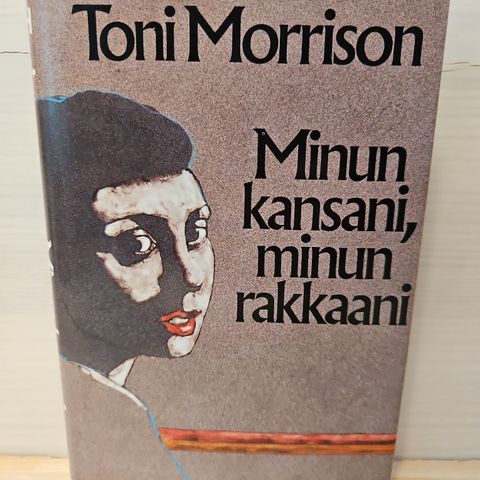 Toni Morrison
Minun
kansani,
minun
rakkaani